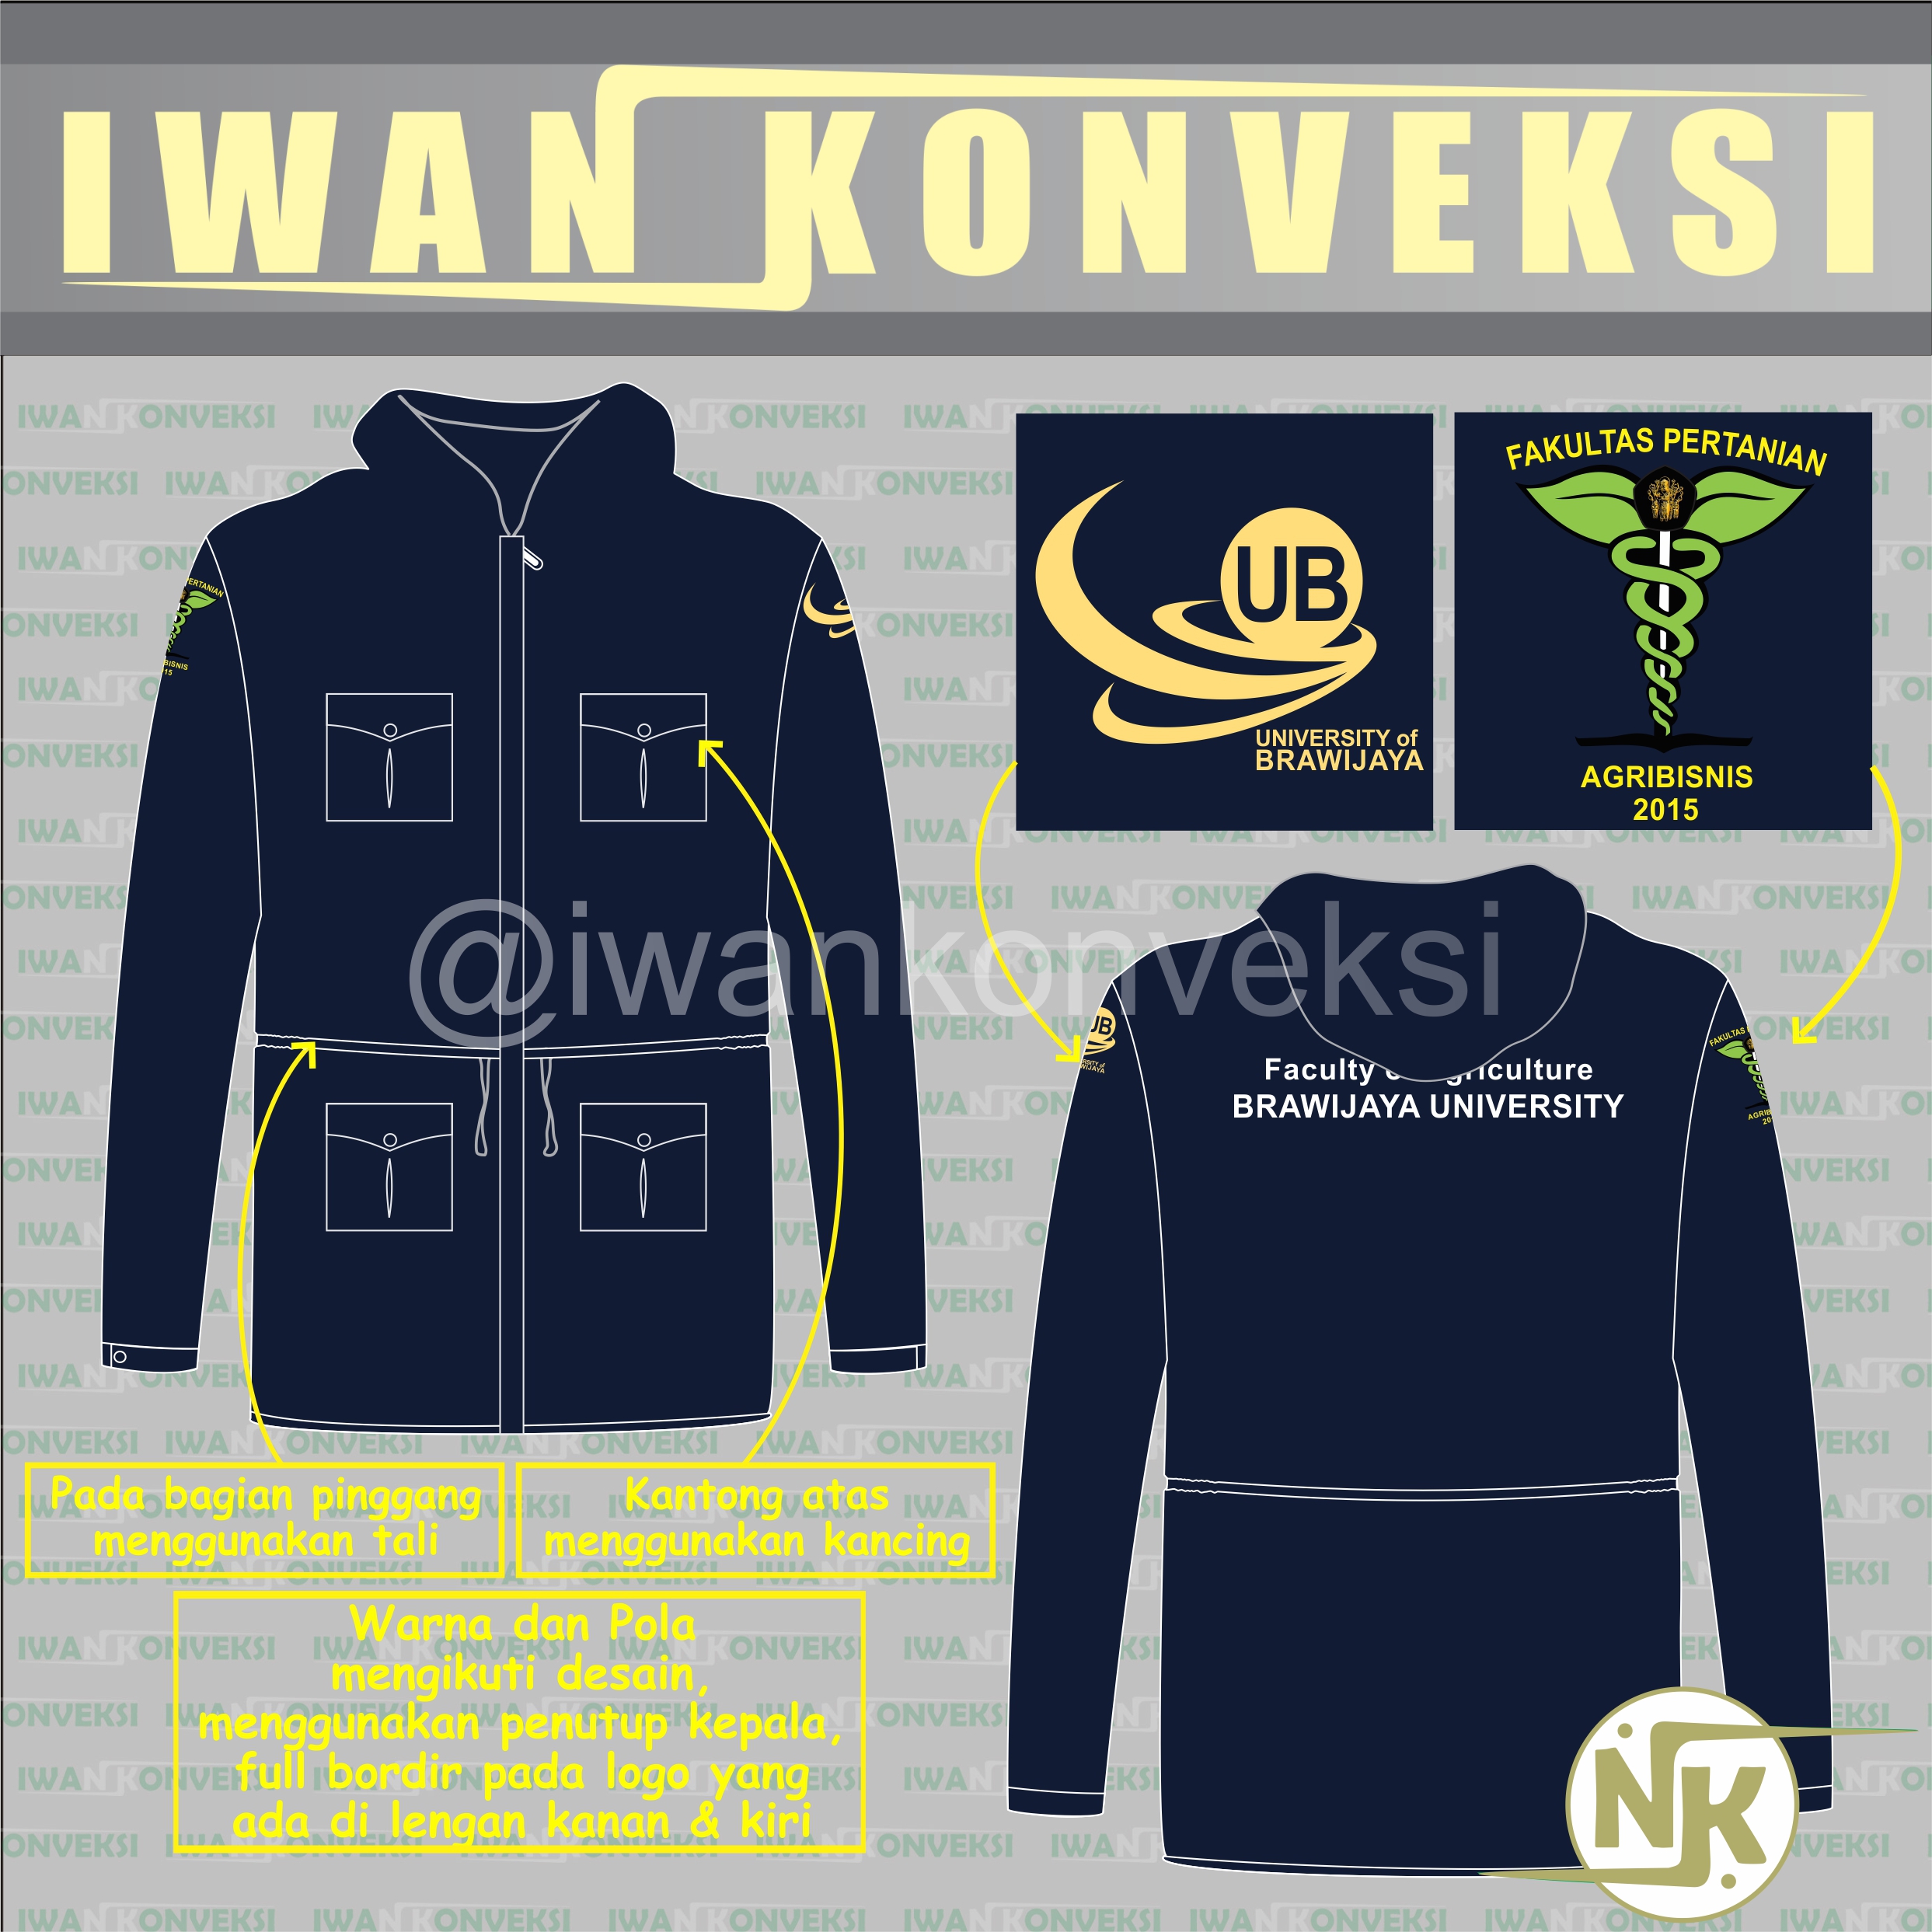 IWAN KONVEKSI
FAKULTAS PERTANIAN
UB
UNIVERSITY of
BRAWIJAYA
AGRIBISNIS
2015
@iwankonveksi
Faculty
BRAWIJAYA UNIVERSITY
Pada bagian pinggang
menggunakan tali
Kantong atas
menggunakan kancing
Warna dan Pola
mengikuti desain,
menggunakan penutup kepala,
full bordir pada logo yang
ada di lengan kanan & kiri
NK